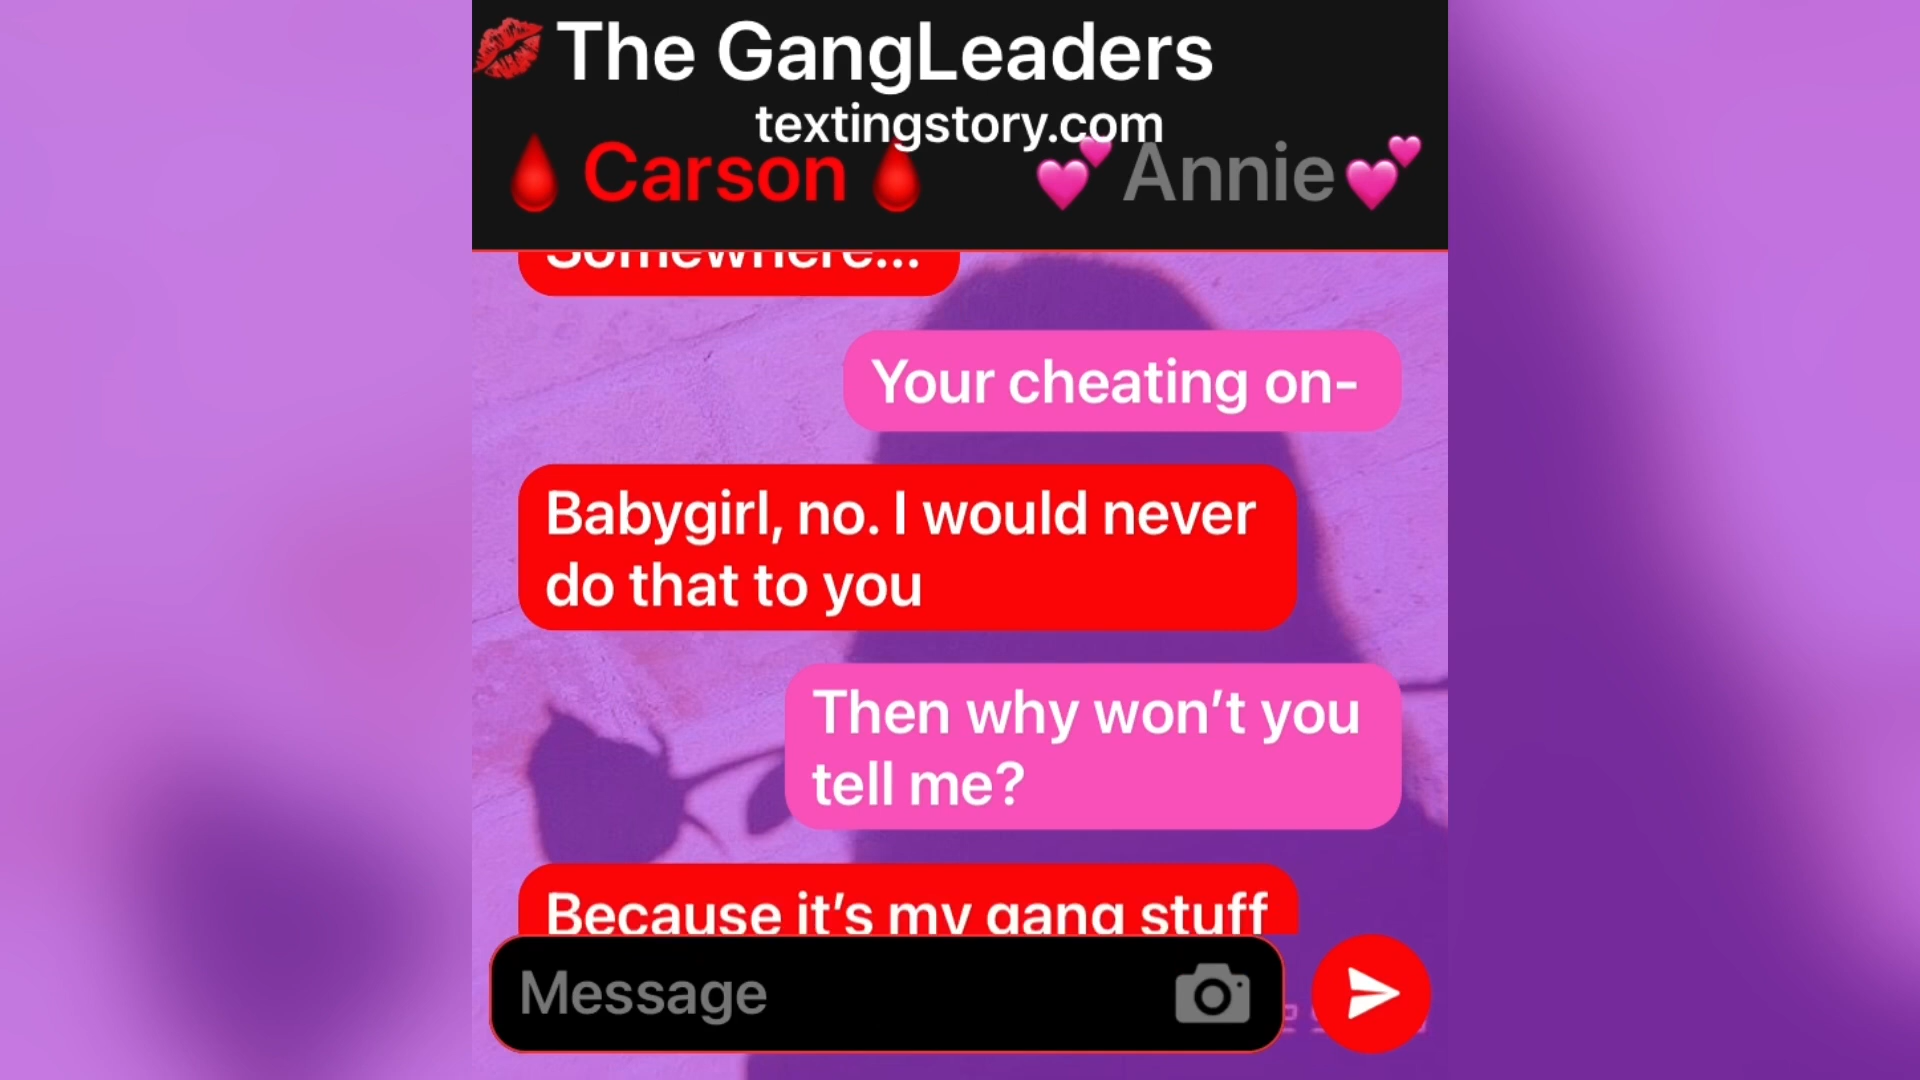 💋The GangLeaders
textingstory.com
🩸Carson🩸 💕Annie💕
Somewhere...
Your cheating on-
Babygirl, no. I would never
do that to you
Then why won’t you
tell me?
Because it’s my gang stuff
Message